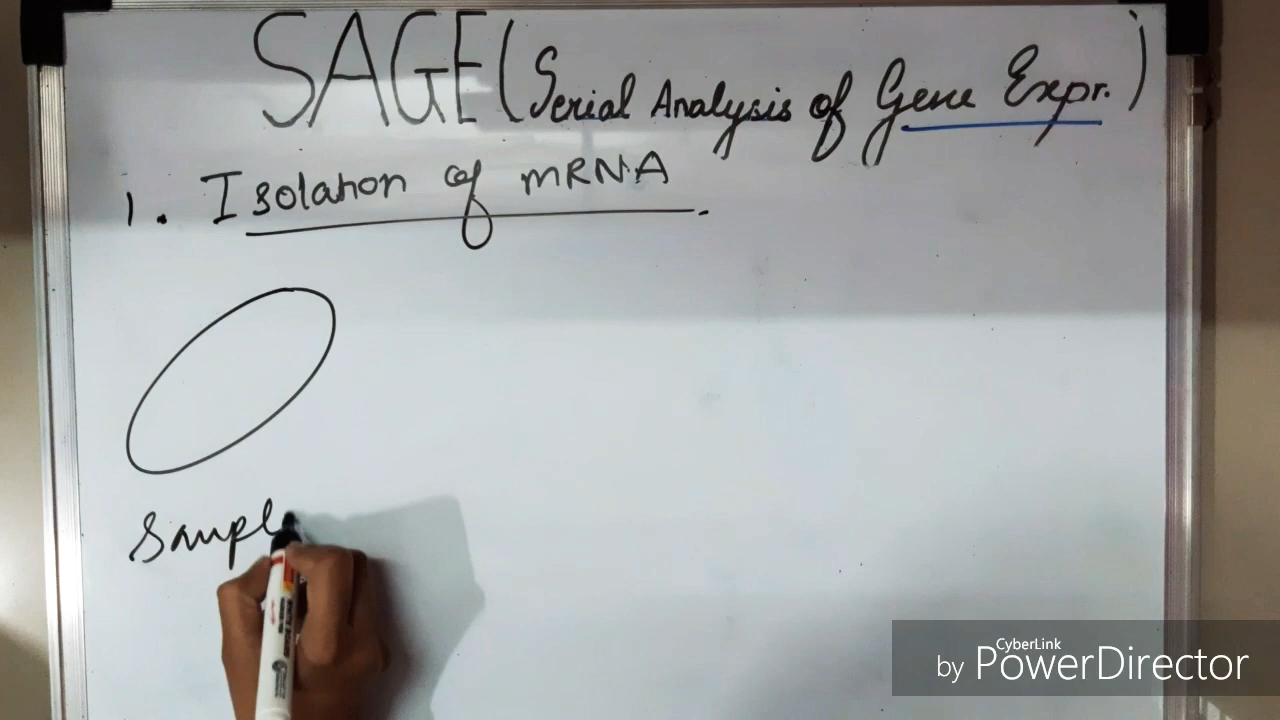 SAGE (Serial Analysis of Gene Expr.)
1. Isolation of mRNA
Sampl
CyberLink
by PowerDirector